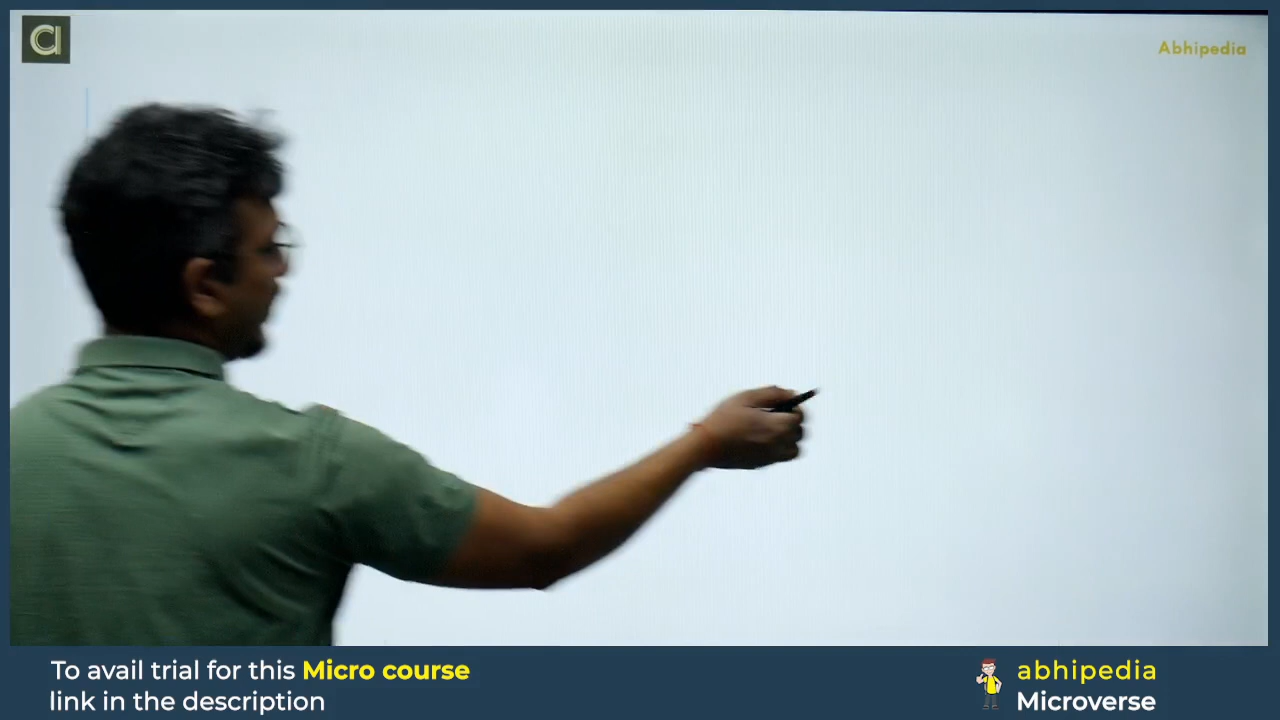 Abhipedia
To avail trial for this Micro course
link in the description
abhipedia
Microverse